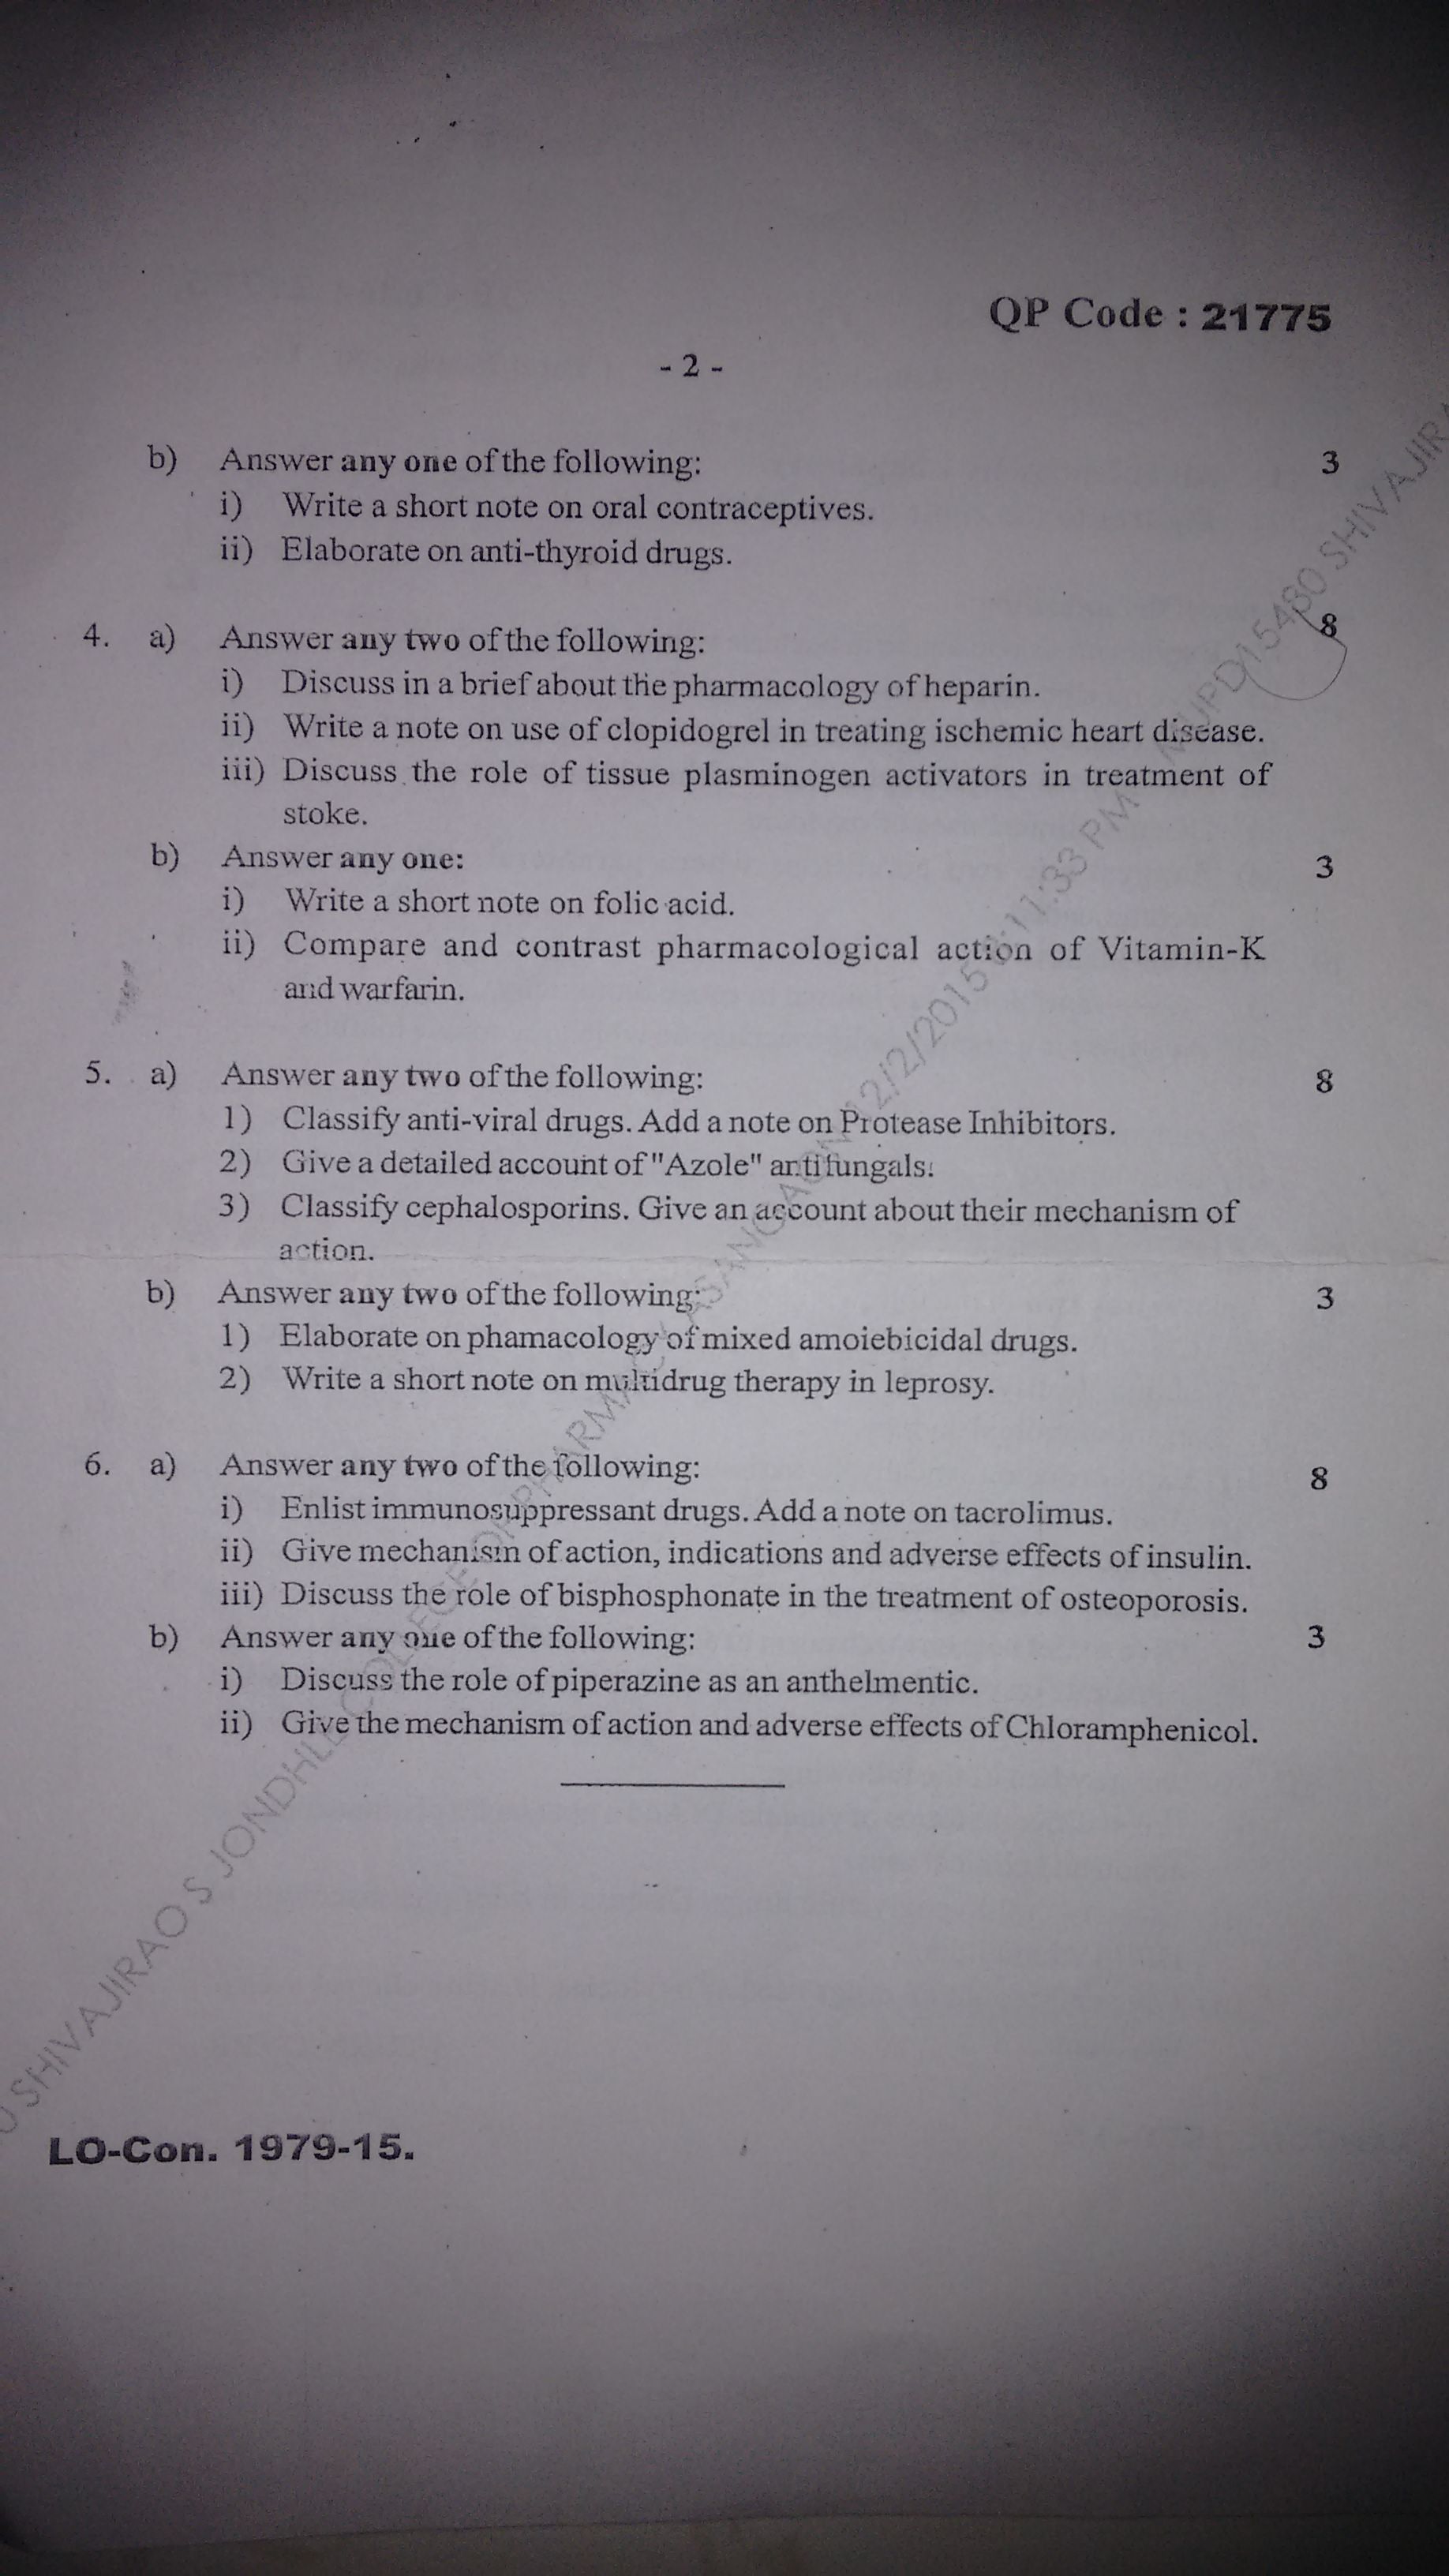 QP Code : 21775
- 2 -
b) Answer any one of the following: 3
i) Write a short note on oral contraceptives.
ii) Elaborate on anti-thyroid drugs.
4. a) Answer any two of the following: 8
i) Discuss in a brief about the pharmacology of heparin.
ii) Write a note on use of clopidogrel in treating ischemic heart disease.
iii) Discuss the role of tissue plasminogen activators in treatment of
stoke.
b) Answer any one: 3
i) Write a short note on folic acid.
ii) Compare and contrast pharmacological action of Vitamin-K
and warfarin.
5. a) Answer any two of the following: 8
1) Classify anti-viral drugs. Add a note on Protease Inhibitors.
2) Give a detailed account of "Azole" antifungals.
3) Classify cephalosporins. Give an account about their mechanism of
action.
b) Answer any two of the following: 3
1) Elaborate on phamacology of mixed amoiebicidal drugs.
2) Write a short note on multidrug therapy in leprosy.
6. a) Answer any two of the following: 8
i) Enlist immunosuppressant drugs. Add a note on tacrolimus.
ii) Give mechanism of action, indications and adverse effects of insulin.
iii) Discuss the role of bisphosphonate in the treatment of osteoporosis.
b) Answer any one of the following: 3
i) Discuss the role of piperazine as an anthelmentic.
ii) Give the mechanism of action and adverse effects of Chloramphenicol.
SHIVAJIRAO S JONDHLE COLLEGE OF PHARMACY ASANGAON 12/2/2015 11:33 PM
LO-Con. 1979-15.